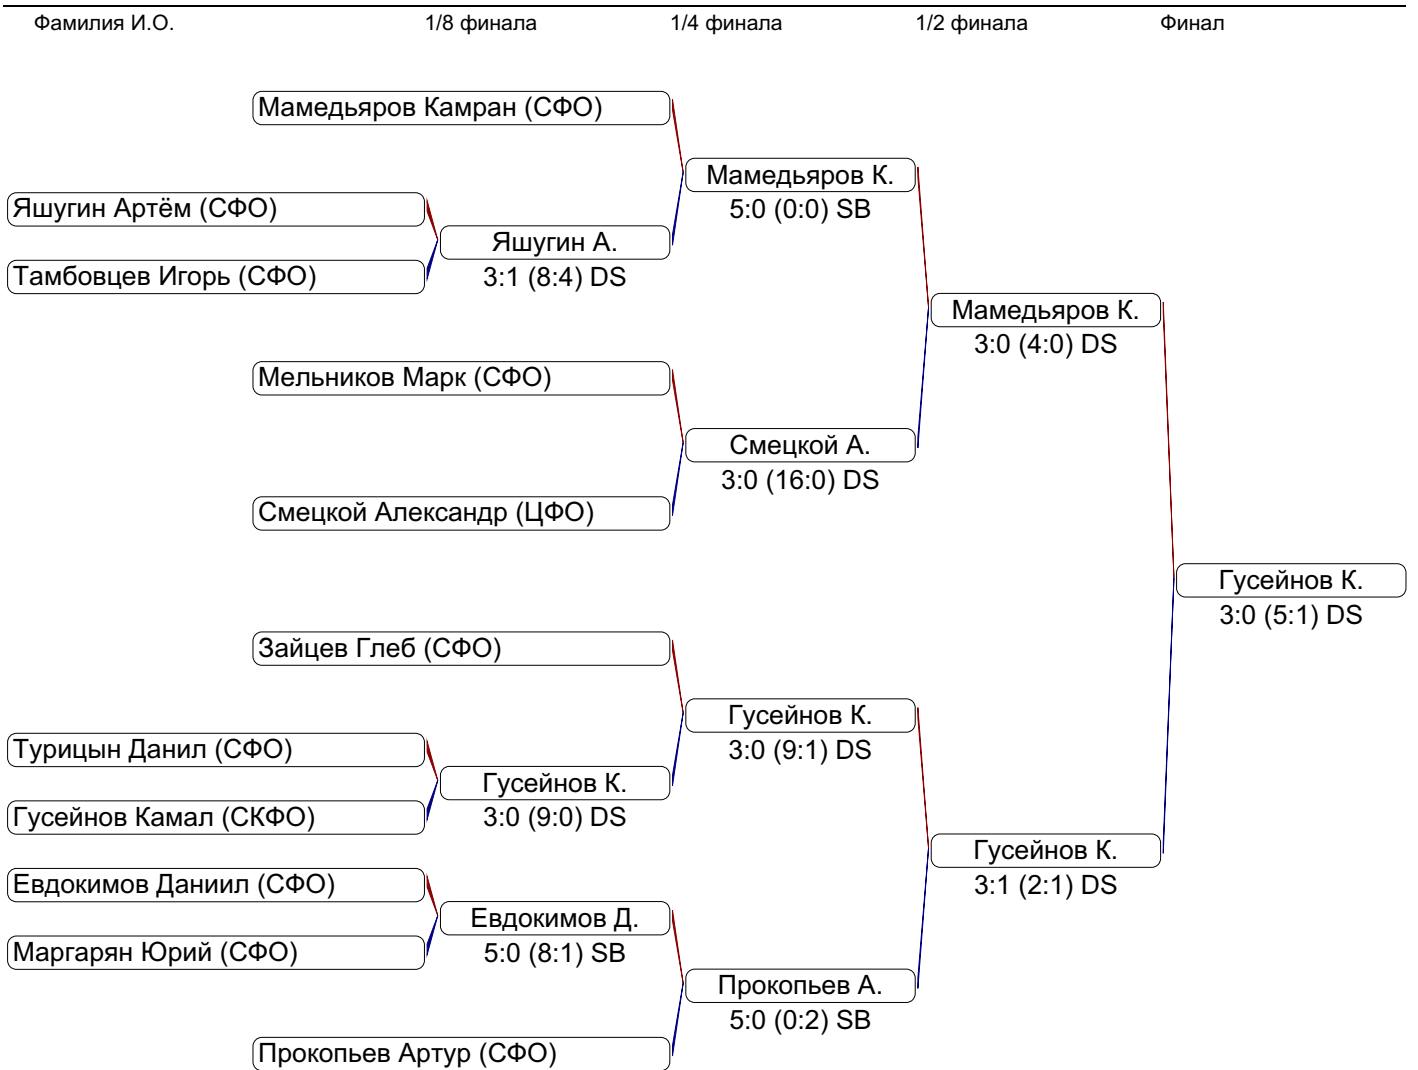 Фамилия И.О. 1/8 финала 1/4 финала 1/2 финала Финал
Мамедьяров Камран (СФО)
Мамедьяров К.
Яшугин Артём (СФО) 5:0 (0:0) SB
Яшугин А.
Тамбовцев Игорь (СФО) 3:1 (8:4) DS
Мамедьяров К.
3:0 (4:0) DS
Мельников Марк (СФО)
Смецкой А.
3:0 (16:0) DS
Смецкой Александр (ЦФО)
Гусейнов К.
3:0 (5:1) DS
Зайцев Глеб (СФО)
Гусейнов К.
Турицын Данил (СФО) 3:0 (9:1) DS
Гусейнов К.
Гусейнов Камал (СКФО) 3:0 (9:0) DS
Гусейнов К.
Евдокимов Даниил (СФО) 3:1 (2:1) DS
Евдокимов Д.
Маргарян Юрий (СФО) 5:0 (8:1) SB
Прокопьев А.
5:0 (0:2) SB
Прокопьев Артур (СФО)